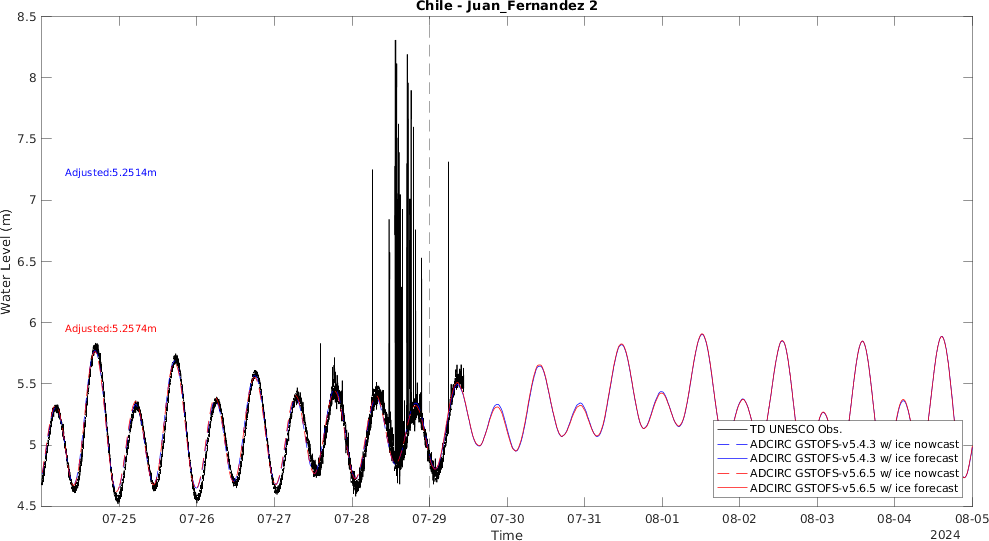 Chile - Juan_Fernandez 2
8.5
8
7.5
7
6.5
6
5.5
5
4.5
Water Level (m)
Adjusted:5.2514m
Adjusted:5.2574m
TD UNESCO Obs.
ADCIRC GSTOFS-v5.4.3 w/ ice nowcast
ADCIRC GSTOFS-v5.4.3 w/ ice forecast
ADCIRC GSTOFS-v5.6.5 w/ ice nowcast
ADCIRC GSTOFS-v5.6.5 w/ ice forecast
07-25 07-26 07-27 07-28 07-29 07-30 07-31 08-01 08-02 08-03 08-04 08-05
Time
2024